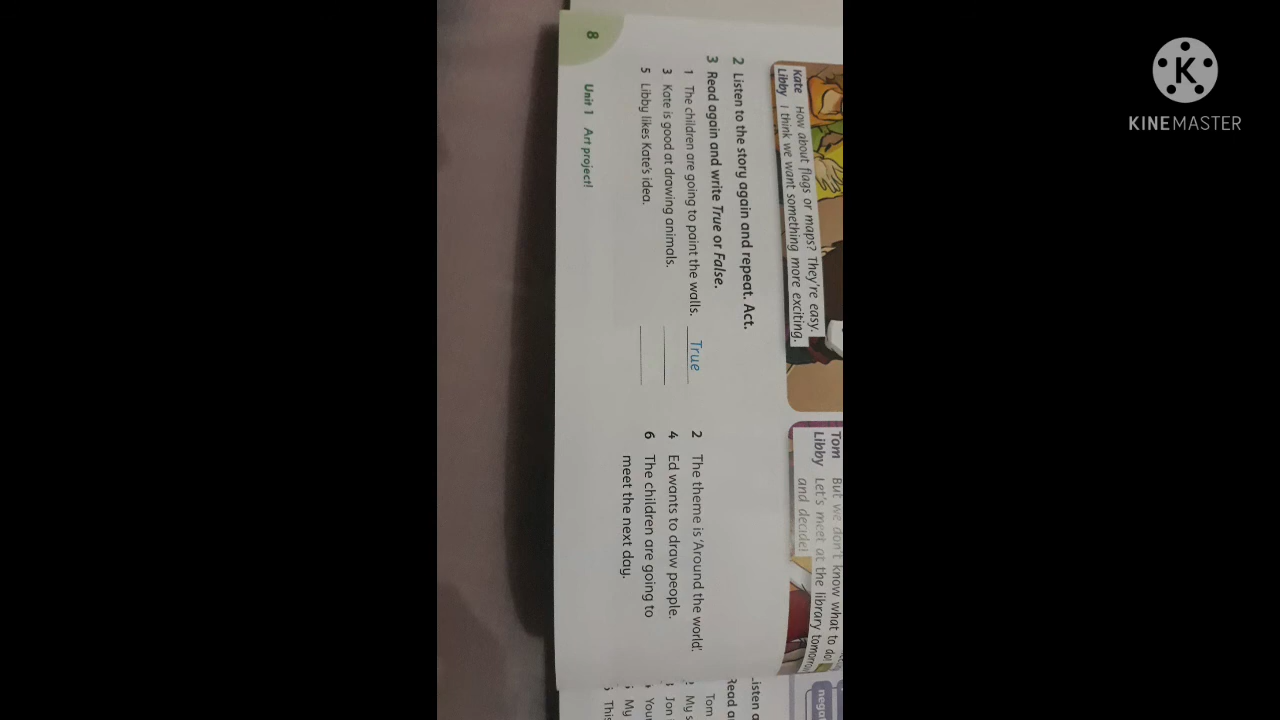 Kate How about flags or maps? They're easy.
Libby I think we want something more exciting.
Tom But we don't know what to do!
Libby Let's meet at the library tomorrow
and decide!
2 Listen to the story again and repeat. Act.
3 Read again and write True or False.
1 The children are going to paint the walls. True
2 The theme is 'Around the world'.
3 Kate is good at drawing animals.
4 Ed wants to draw people.
5 Libby likes Kate's idea.
6 The children are going to
meet the next day.
8 Unit 1 Art project!
Tom
My
Jon
My
This
KINEMASTER